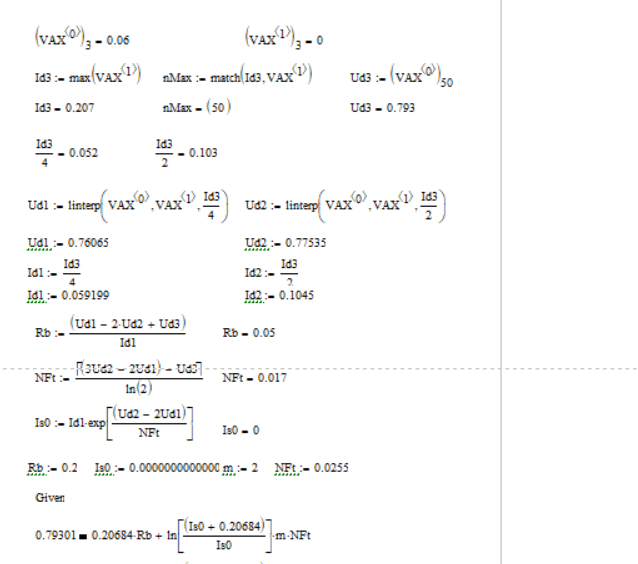 (VAX^⟨0⟩)_3 = 0.06 (VAX^⟨1⟩)_3 = 0
Id3 := max(VAX^⟨1⟩) nMax := match(Id3, VAX^⟨1⟩) Ud3 := (VAX^⟨0⟩)_50
Id3 = 0.207 nMax = (50) Ud3 = 0.793
Id3/4 = 0.052 Id3/2 = 0.103
Ud1 := linterp(VAX^⟨0⟩, VAX^⟨1⟩, Id3/4) Ud2 := linterp(VAX^⟨0⟩, VAX^⟨1⟩, Id3/2)
Ud1 := 0.76065 Ud2 := 0.77535
Id1 := Id3/4 Id2 := Id3/2
Id1 := 0.059199 Id2 := 0.1045
Rb := (Ud1 − 2·Ud2 + Ud3)/Id1 Rb = 0.05
NFt := [(3Ud2 − 2Ud1) − Ud3]/ln(2) NFt = 0.017
Is0 := Id1·exp[(Ud2 − 2Ud1)/NFt] Is0 = 0
Rb := 0.2 Is0 := 0.0000000000000 m := 2 NFt := 0.0255
Given
0.79301 = 0.20684·Rb + ln[(Is0 + 0.20684)/Is0]·m·NFt